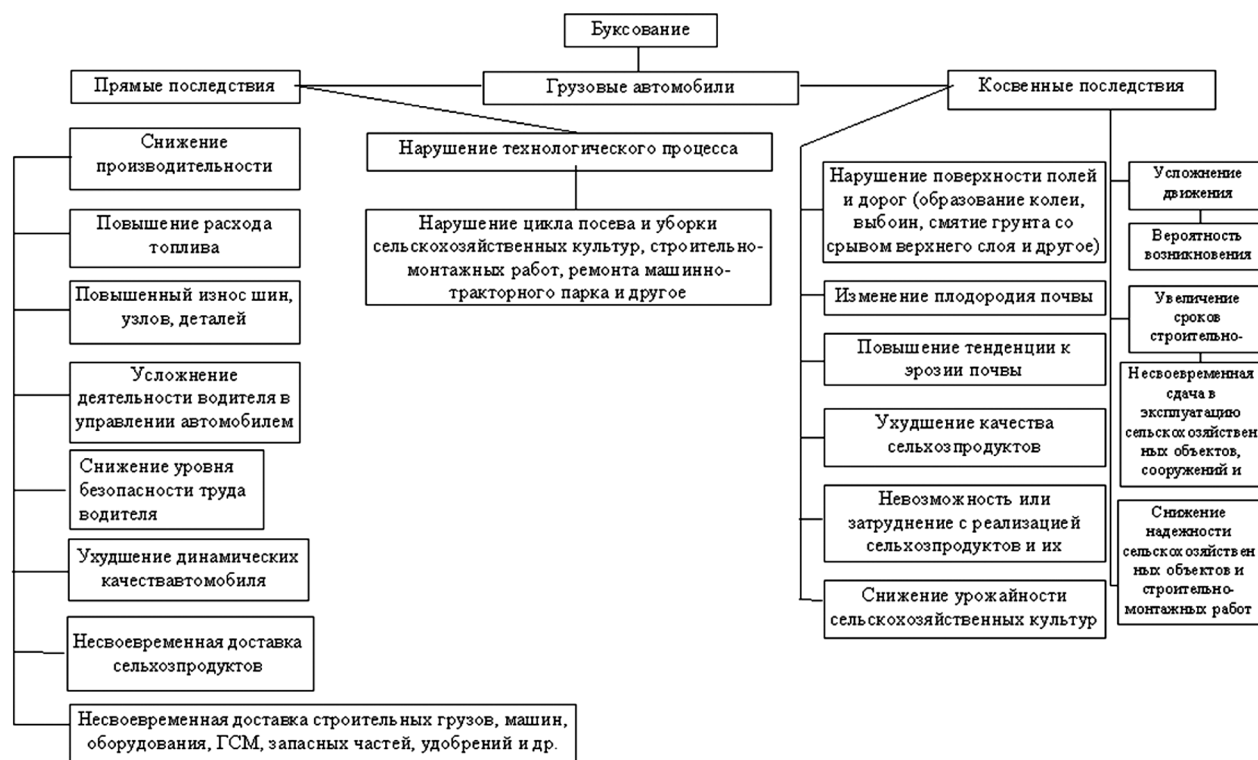 Буксование
Грузовые автомобили
Прямые последствия
Снижение
производительности
Повышение расхода
топлива
Повышенный износ шин,
узлов, деталей
Усложнение
деятельности водителя в
управлении автомобилем
Снижение уровня
безопасности труда
водителя
Ухудшение динамических
качествавтомобиля
Несвоевременная доставка
сельхозпродуктов
Несвоевременная доставка строительных грузов, машин,
оборудования, ГСМ, запасных частей, удобрений и др.
Нарушение технологического процесса
Нарушение цикла посева и уборки
сельскохозяйственных культур, строительно-
монтажных работ, ремонта машинно-
тракторного парка и другое
Косвенные последствия
Нарушение поверхности полей
и дорог (образование колеи,
выбоин, смятие грунта со
срывом верхнего слоя и другое)
Изменение плодородия почвы
Повышение тенденции к
эрозии почвы
Ухудшение качества
сельхозпродуктов
Невозможность или
затруднение с реализацией
сельхозпродуктов и их
Снижение урожайности
сельскохозяйственных культур
Усложнение
движения
Вероятность
возникновения
Увеличение
сроков
строительно-
Несвоевременная
сдача в
эксплуатацию
сельскохозяйствен
ных объектов,
сооружений и
Снижение
надежности
сельскохозяйствен
ных объектов и
строительно-
монтажных работ